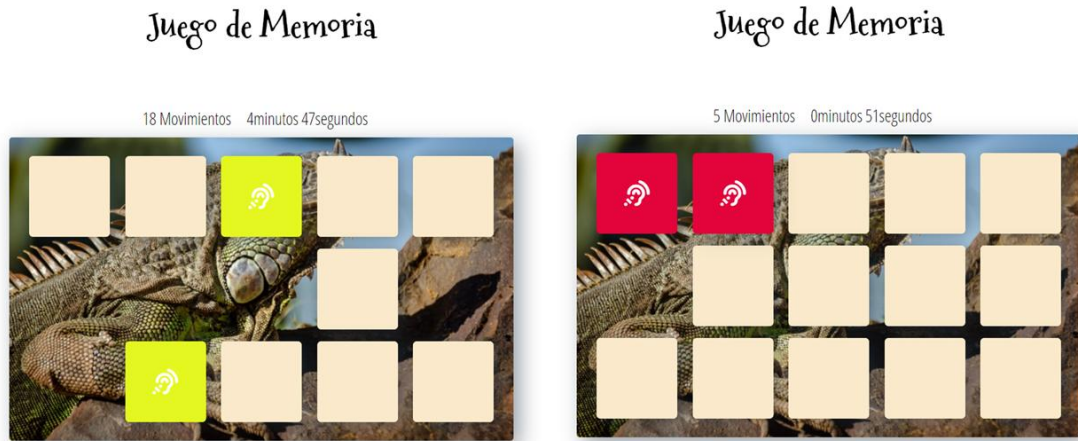 Juego de Memoria
18 Movimientos 4minutos 47segundos
Juego de Memoria
5 Movimientos 0minutos 51segundos